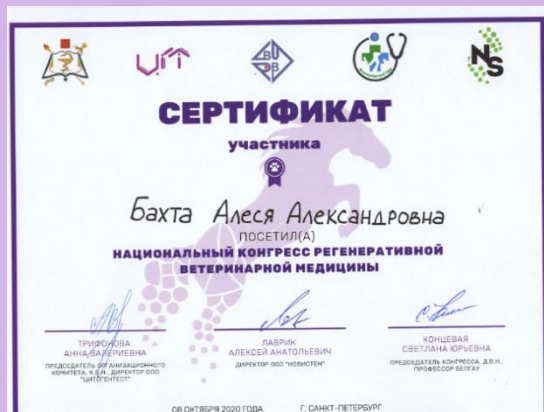 СЕРТИФИКАТ
участника
Бахта Алеся Александровна
ПОСЕТИЛ(А)
НАЦИОНАЛЬНЫЙ КОНГРЕСС РЕГЕНЕРАТИВНОЙ
ВЕТЕРИНАРНОЙ МЕДИЦИНЫ
ТРИФОНОВА
АННА ВАЛЕРИЕВНА
ПРЕДСЕДАТЕЛЬ ОРГАНИЗАЦИОННОГО
КОМИТЕТА, К.Б.Н., ДИРЕКТОР ООО
"ЦИТОГЕНТЕСТ"
ЛАВРИК
АЛЕКСЕЙ АНАТОЛЬЕВИЧ
ДИРЕКТОР ООО "НОВИСТЕМ"
КОНЦЕВАЯ
СВЕТЛАНА ЮРЬЕВНА
ПРЕДСЕДАТЕЛЬ КОНГРЕССА, Д.В.Н.,
ПРОФЕССОР БЕЛГАУ
08 ОКТЯБРЯ 2020 ГОДА Г. САНКТ-ПЕТЕРБУРГ